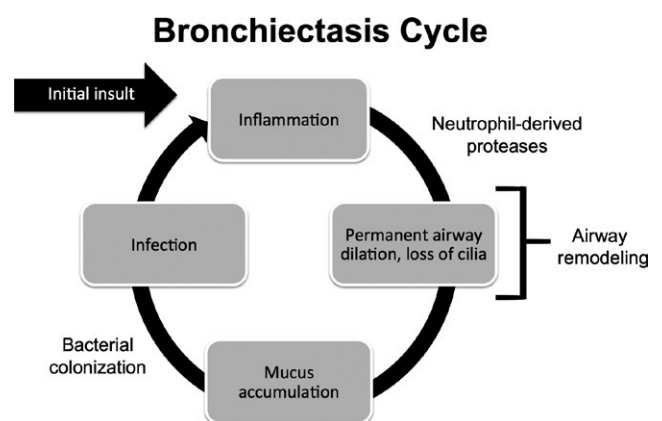 Bronchiectasis Cycle
Initial insult
Inflammation
Neutrophil-derived
proteases
Permanent airway
dilation, loss of cilia
Airway
remodeling
Mucus
accumulation
Bacterial
colonization
Infection